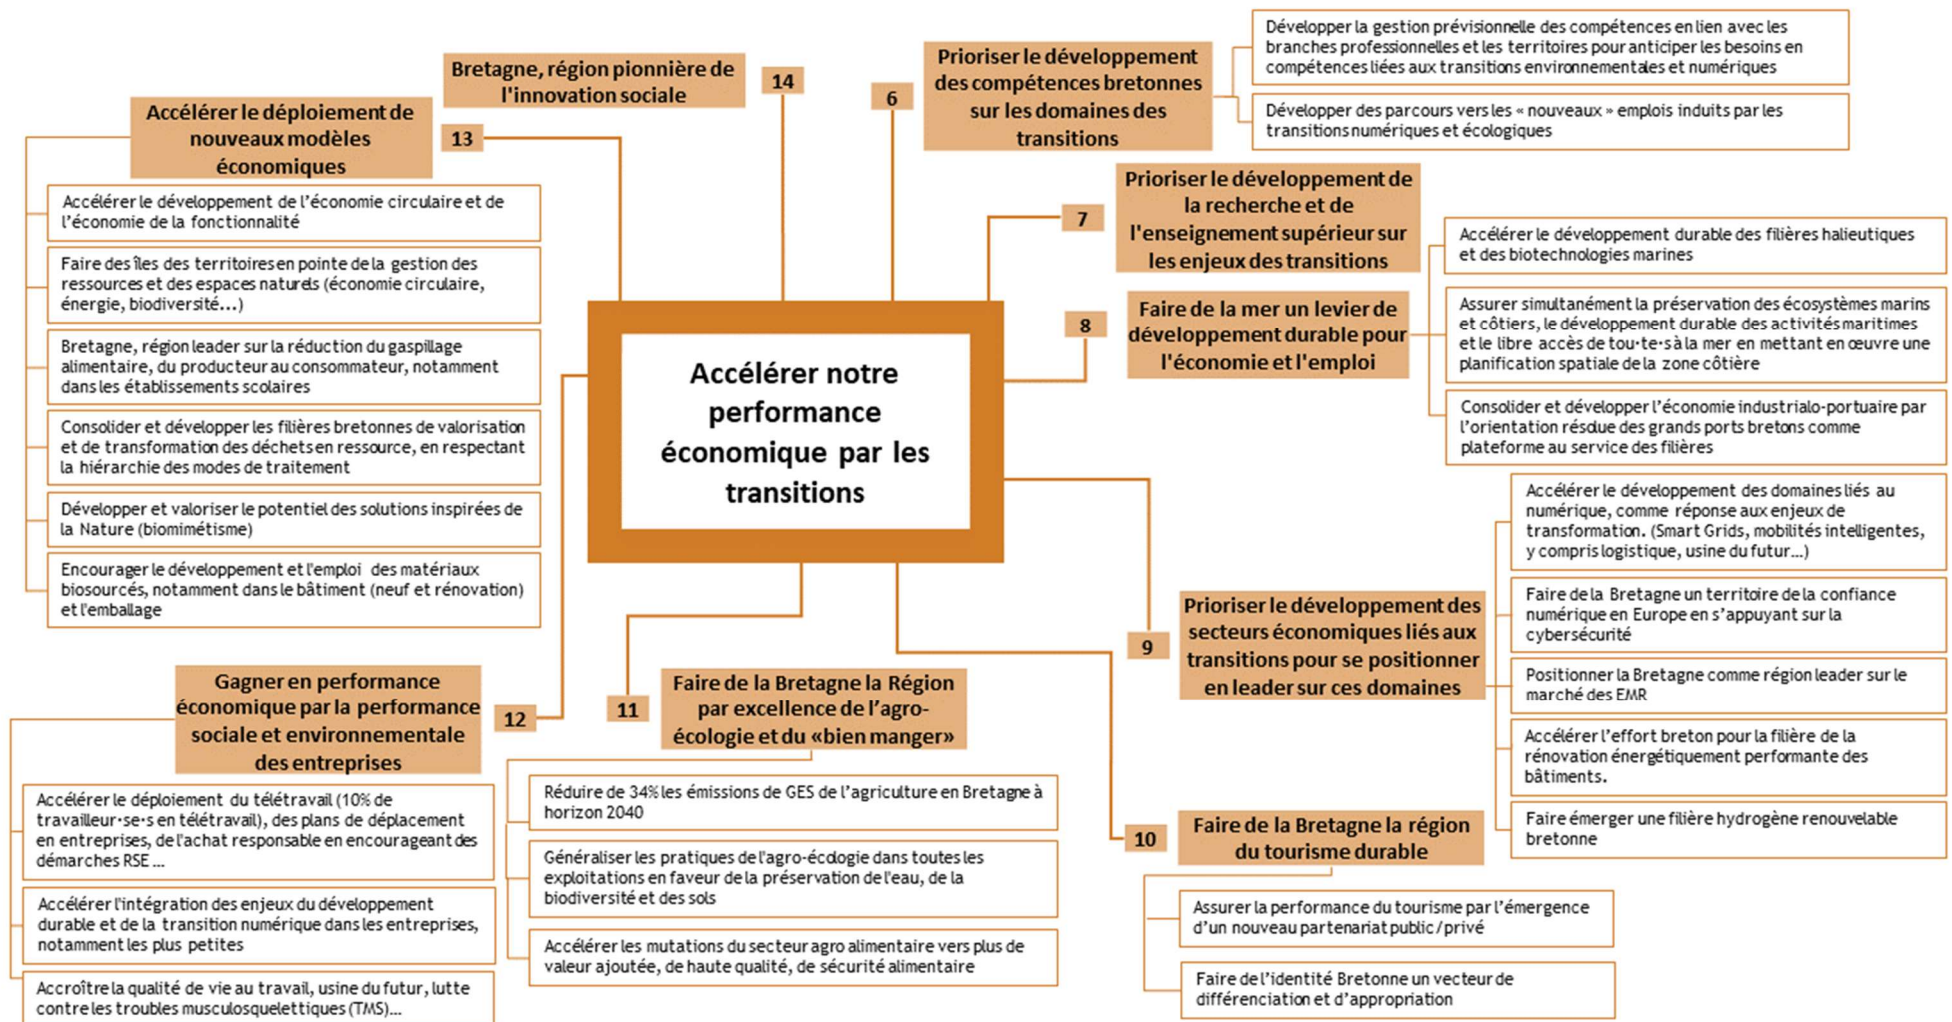 Accélérer notre
performance
économique par les
transitions
6
Prioriser le développement
des compétences bretonnes
sur les domaines des
transitions
Développer la gestion prévisionnelle des compétences en lien avec les
branches professionnelles et les territoires pour anticiper les besoins en
compétences liées aux transitions environnementales et numériques
Développer des parcours vers les « nouveaux » emplois induits par les
transitions numériques et écologiques
7
Prioriser le développement de
la recherche et de
l'enseignement supérieur sur
les enjeux des transitions
8
Faire de la mer un levier de
développement durable pour
l'économie et l'emploi
Accélérer le développement durable des filières halieutiques
et des biotechnologies marines
Assurer simultanément la préservation des écosystèmes marins
et côtiers, le développement durable des activités maritimes
et le libre accès de tou·te·s à la mer en mettant en œuvre une
planification spatiale de la zone côtière
Consolider et développer l’économie industrialo-portuaire par
l’orientation résolue des grands ports bretons comme
plateforme au service des filières
9
Prioriser le développement des
secteurs économiques liés aux
transitions pour se positionner
en leader sur ces domaines
Accélérer le développement des domaines liés au
numérique, comme réponse aux enjeux de
transformation. (Smart Grids, mobilités intelligentes,
y compris logistique, usine du futur…)
Faire de la Bretagne un territoire de la confiance
numérique en Europe en s’appuyant sur la
cybersécurité
Positionner la Bretagne comme région leader sur le
marché des EMR
Accélérer l’effort breton pour la filière de la
rénovation énergétiquement performante des
bâtiments.
Faire émerger une filière hydrogène renouvelable
bretonne
10
Faire de la Bretagne la région
du tourisme durable
Assurer la performance du tourisme par l’émergence
d’un nouveau partenariat public/privé
Faire de l’identité Bretonne un vecteur de
différenciation et d’appropriation
11
Faire de la Bretagne la Région
par excellence de l’agro-
écologie et du «bien manger»
Réduire de 34% les émissions de GES de l’agriculture en Bretagne à
horizon 2040
Généraliser les pratiques de l'agro-écologie dans toutes les
exploitations en faveur de la préservation de l'eau, de la
biodiversité et des sols
Accélérer les mutations du secteur agro alimentaire vers plus de
valeur ajoutée, de haute qualité, de sécurité alimentaire
12
Gagner en performance
économique par la performance
sociale et environnementale
des entreprises
Accélérer le déploiement du télétravail (10% de
travailleur·se·s en télétravail), des plans de déplacement
en entreprises, de l'achat responsable en encourageant des
démarches RSE …
Accélérer l'intégration des enjeux du développement
durable et de la transition numérique dans les entreprises,
notamment les plus petites
Accroître la qualité de vie au travail, usine du futur, lutte
contre les troubles musculosquelettiques (TMS)…
13
Accélérer le déploiement de
nouveaux modèles
économiques
Accélérer le développement de l’économie circulaire et de
l’économie de la fonctionnalité
Faire des îles des territoires en pointe de la gestion des
ressources et des espaces naturels (économie circulaire,
énergie, biodiversité...)
Bretagne, région leader sur la réduction du gaspillage
alimentaire, du producteur au consommateur, notamment
dans les établissements scolaires
Consolider et développer les filières bretonnes de valorisation
et de transformation des déchets en ressource, en respectant
la hiérarchie des modes de traitement
Développer et valoriser le potentiel des solutions inspirées de
la Nature (biomimétisme)
Encourager le développement et l'emploi des matériaux
biosourcés, notamment dans le bâtiment (neuf et rénovation)
et l'emballage
14
Bretagne, région pionnière de
l'innovation sociale